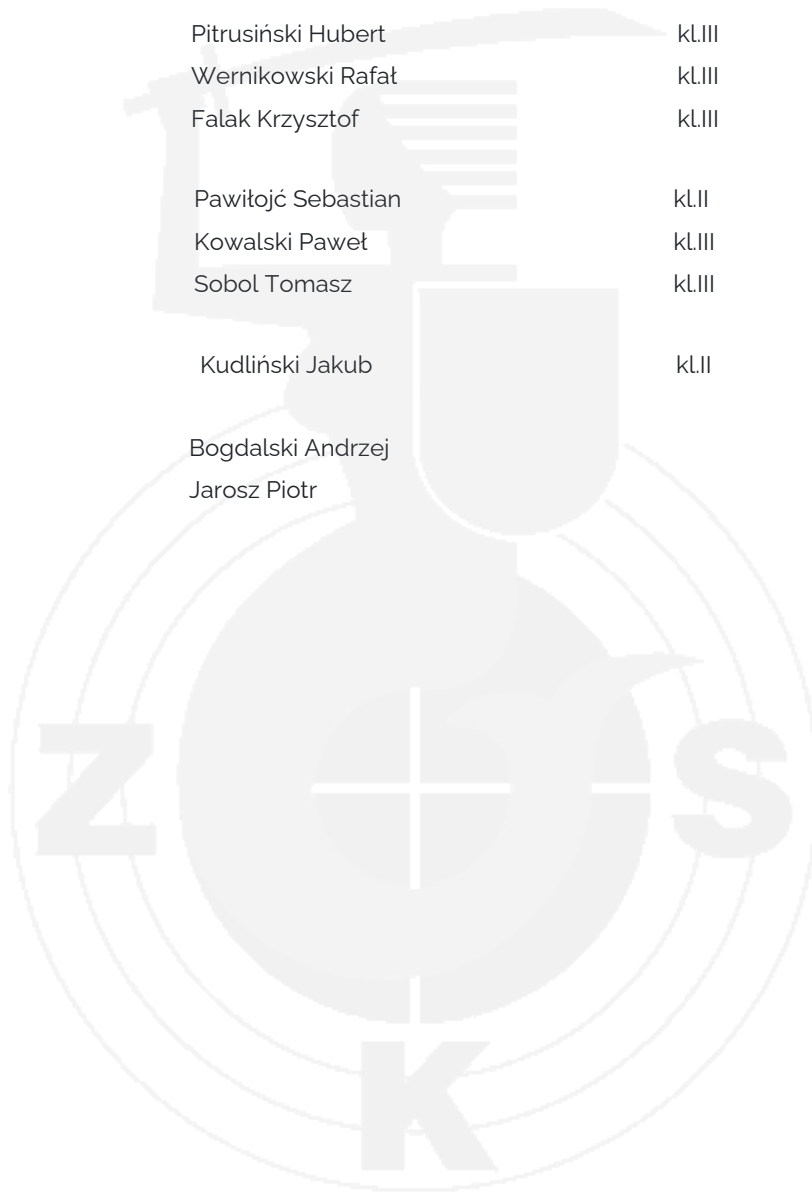 Pitrusiński Hubert kl.III
Wernikowski Rafał kl.III
Falak Krzysztof kl.III
Pawiłojć Sebastian kl.II
Kowalski Paweł kl.III
Sobol Tomasz kl.III
Kudliński Jakub kl.II
Bogdalski Andrzej
Jarosz Piotr
Z S
K